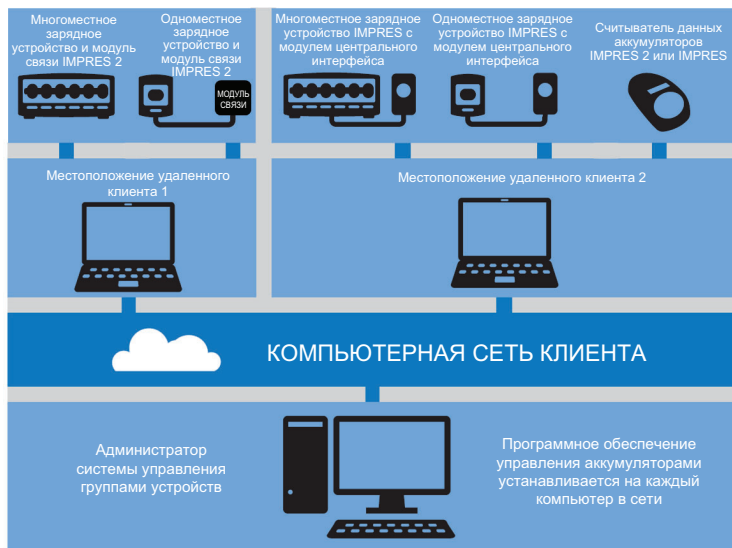 Многоместное
зарядное
устройство и модуль
связи IMPRES 2
Одноместное
зарядное
устройство и
модуль связи
IMPRES 2
МОДУЛЬ
СВЯЗИ
Многоместное зарядное
устройство IMPRES с
модулем центрального
интерфейса
Одноместное зарядное
устройство IMPRES с
модулем центрального
интерфейса
Считыватель данных
аккумуляторов
IMPRES 2 или IMPRES
Местоположение удаленного
клиента 1
Местоположение удаленного клиента 2
КОМПЬЮТЕРНАЯ СЕТЬ КЛИЕНТА
Администратор
системы управления
группами устройств
Программное обеспечение
управления аккумуляторами
устанавливается на каждый
компьютер в сети